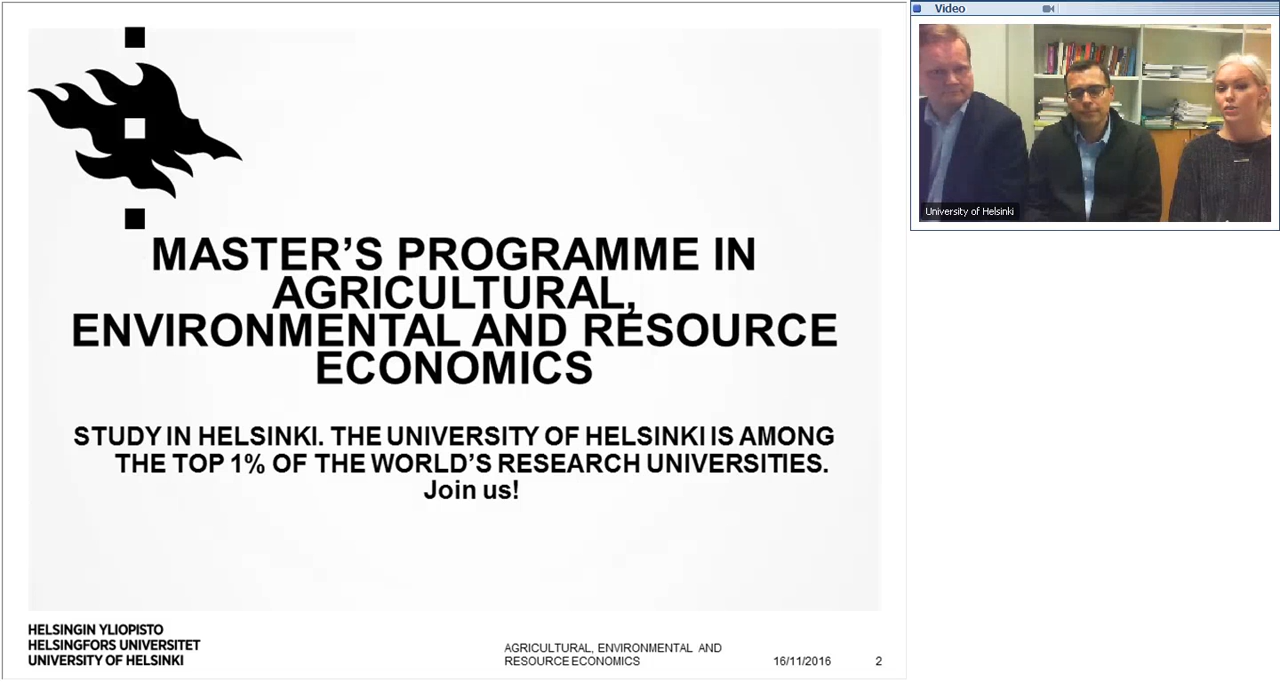 MASTER'S PROGRAMME IN
AGRICULTURAL,
ENVIRONMENTAL AND RESOURCE
ECONOMICS
STUDY IN HELSINKI. THE UNIVERSITY OF HELSINKI IS AMONG
THE TOP 1% OF THE WORLD'S RESEARCH UNIVERSITIES.
Join us!
HELSINGIN YLIOPISTO
HELSINGFORS UNIVERSITET
UNIVERSITY OF HELSINKI
AGRICULTURAL, ENVIRONMENTAL AND
RESOURCE ECONOMICS
16/11/2016
2
Video
University of Helsinki